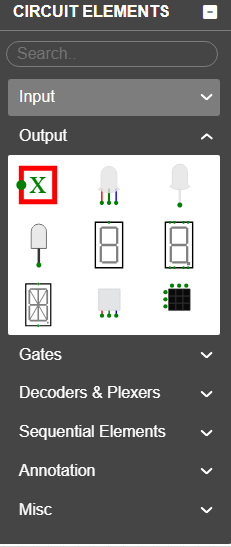 CIRCUIT ELEMENTS
Search..
Input
Output
X
Gates
Decoders & Plexers
Sequential Elements
Annotation
Misc